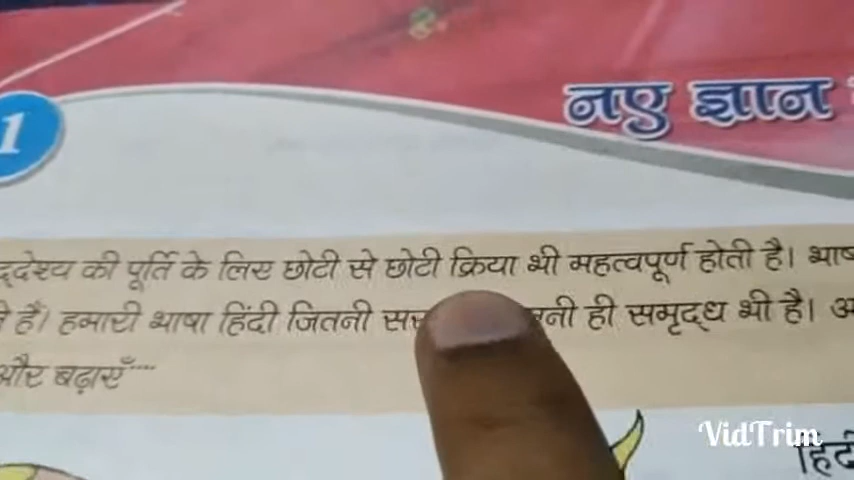 1
नए ज्ञान
की पूर्ति के लिए छोटी से छोटी क्रिया भी महत्वपूर्ण होती है।
हैं। हमारी भाषा हिंदी जितनी ही समृद्ध भी है।
और बढ़ाएँ....
VidTrim